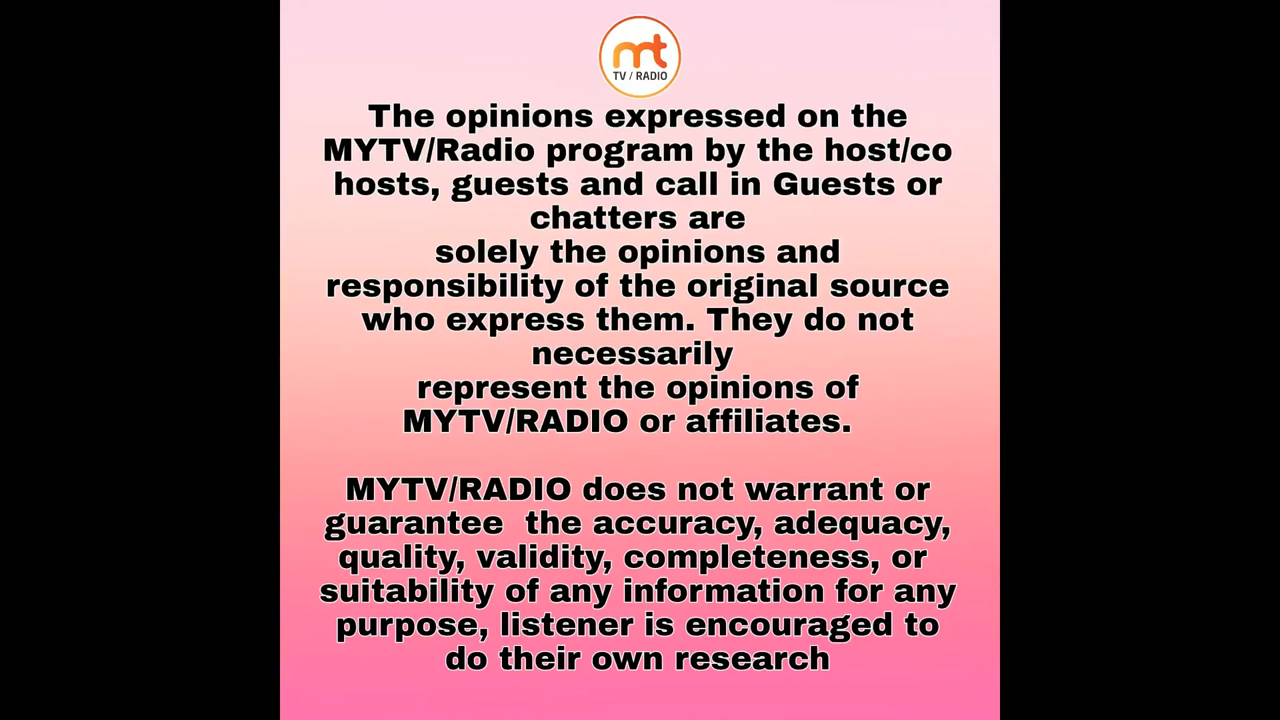 mt
TV / RADIO
The opinions expressed on the
MYTV/Radio program by the host/co
hosts, guests and call in Guests or
chatters are
solely the opinions and
responsibility of the original source
who express them. They do not
necessarily
represent the opinions of
MYTV/RADIO or affiliates.
MYTV/RADIO does not warrant or
guarantee  the accuracy, adequacy,
quality, validity, completeness, or
suitability of any information for any
purpose, listener is encouraged to
do their own research